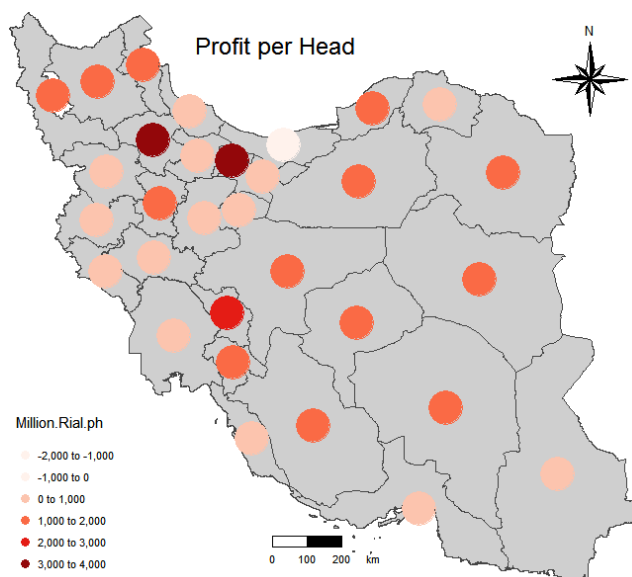 Profit per Head
N
Million.Rial.ph
-2,000 to -1,000
-1,000 to 0
0 to 1,000
1,000 to 2,000
2,000 to 3,000
3,000 to 4,000
0 100 200 km